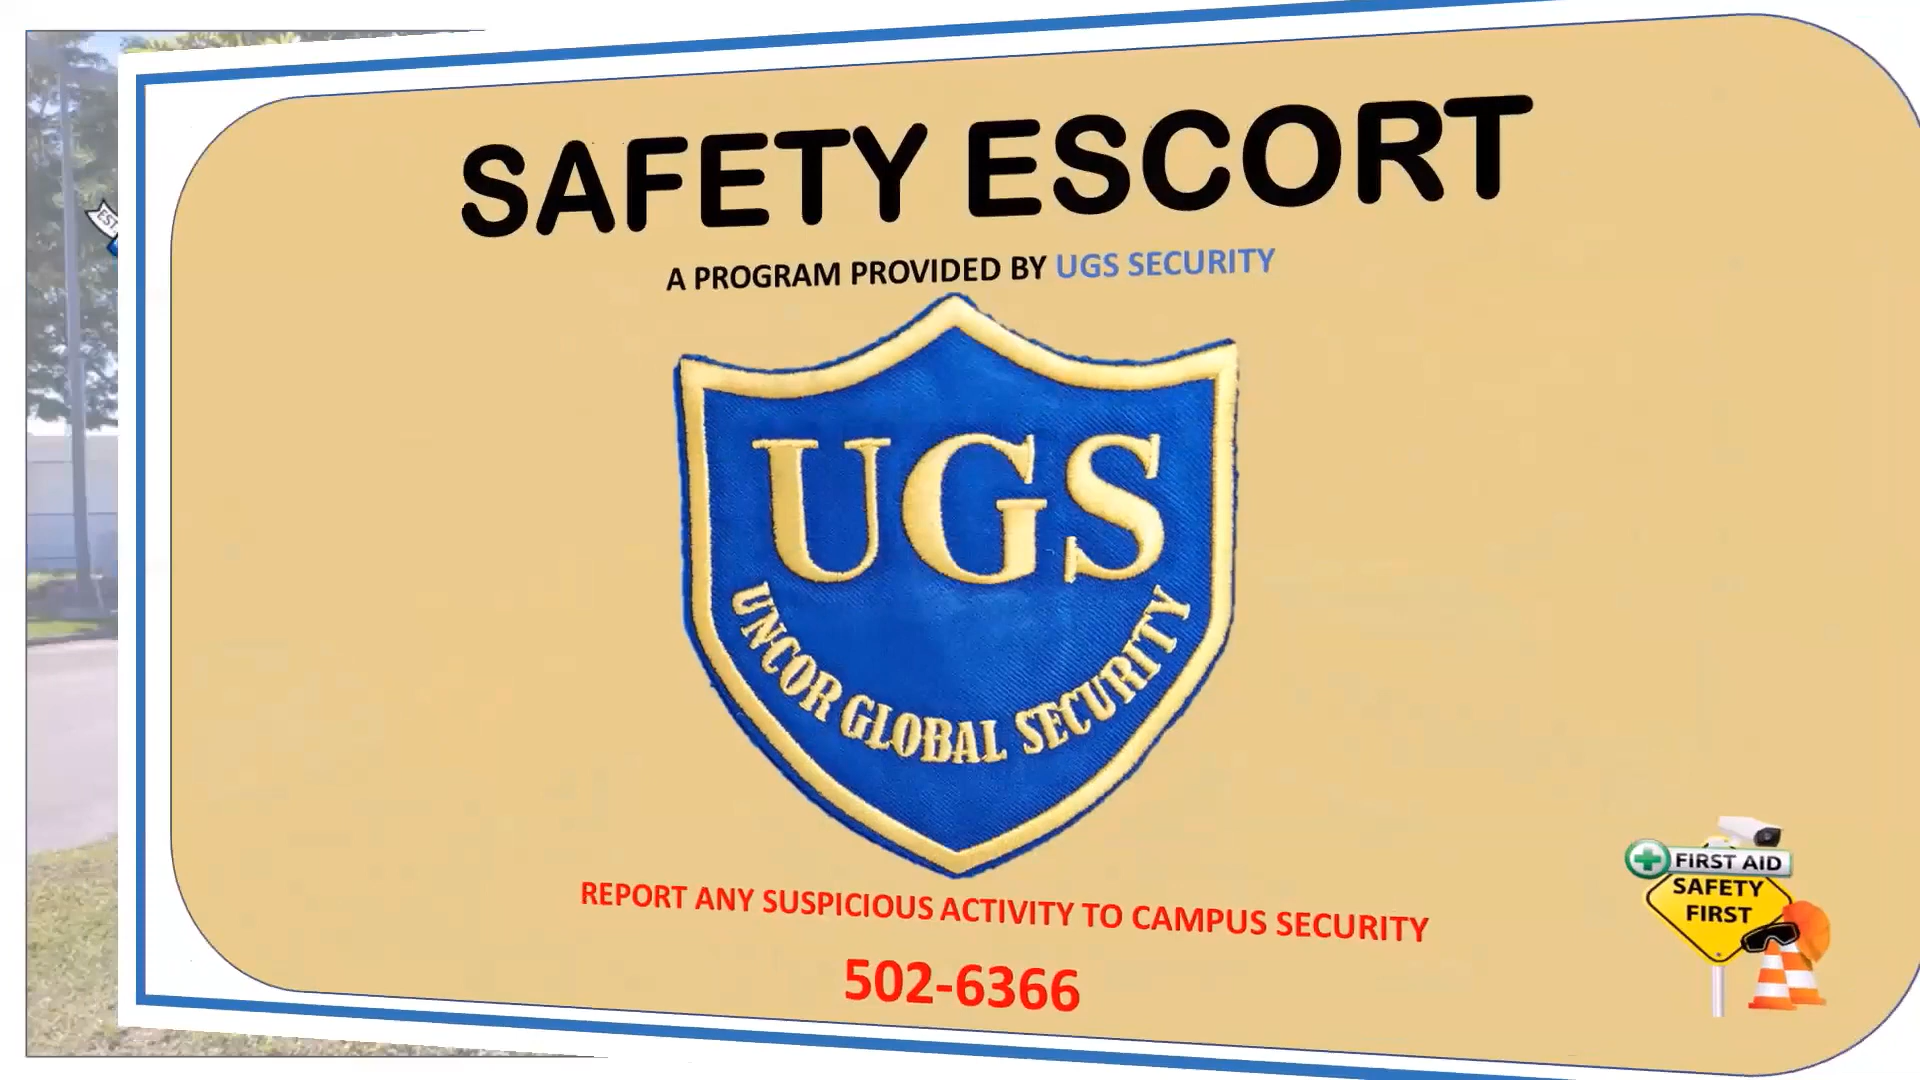 EST.
SAFETY ESCORT
A PROGRAM PROVIDED BY UGS SECURITY
UGS
UNCOR GLOBAL SECURITY
REPORT ANY SUSPICIOUS ACTIVITY TO CAMPUS SECURITY
502-6366
FIRST AID
SAFETY
FIRST